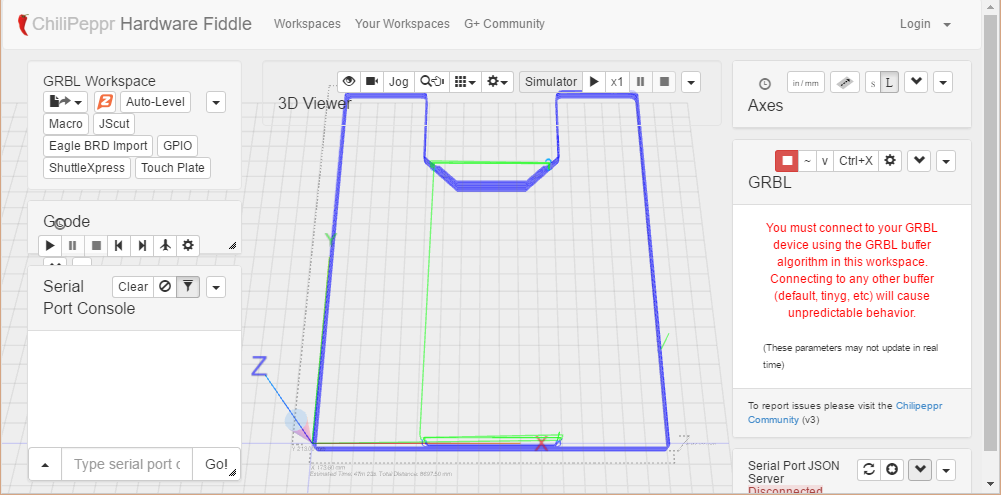 ChiliPeppr Hardware Fiddle
Workspaces
Your Workspaces
G+ Community
Login
GRBL Workspace
Auto-Level
Macro
JScut
Eagle BRD Import
GPIO
ShuttleXpress
Touch Plate
Gcode
Serial
Port Console
Clear
Type serial port c
Go!
Jog
Simulator
x1
3D Viewer
Y
Z
X
in / mm
s
L
Axes
~
v
Ctrl+X
GRBL
You must connect to your GRBL
device using the GRBL buffer
algorithm in this workspace.
Connecting to any other buffer
(default, tinyg, etc) will cause
unpredictable behavior.
(These parameters may not update in real
time)
To report issues please visit the Chilipeppr
Community (v3)
Serial Port JSON
Server
Disconnected